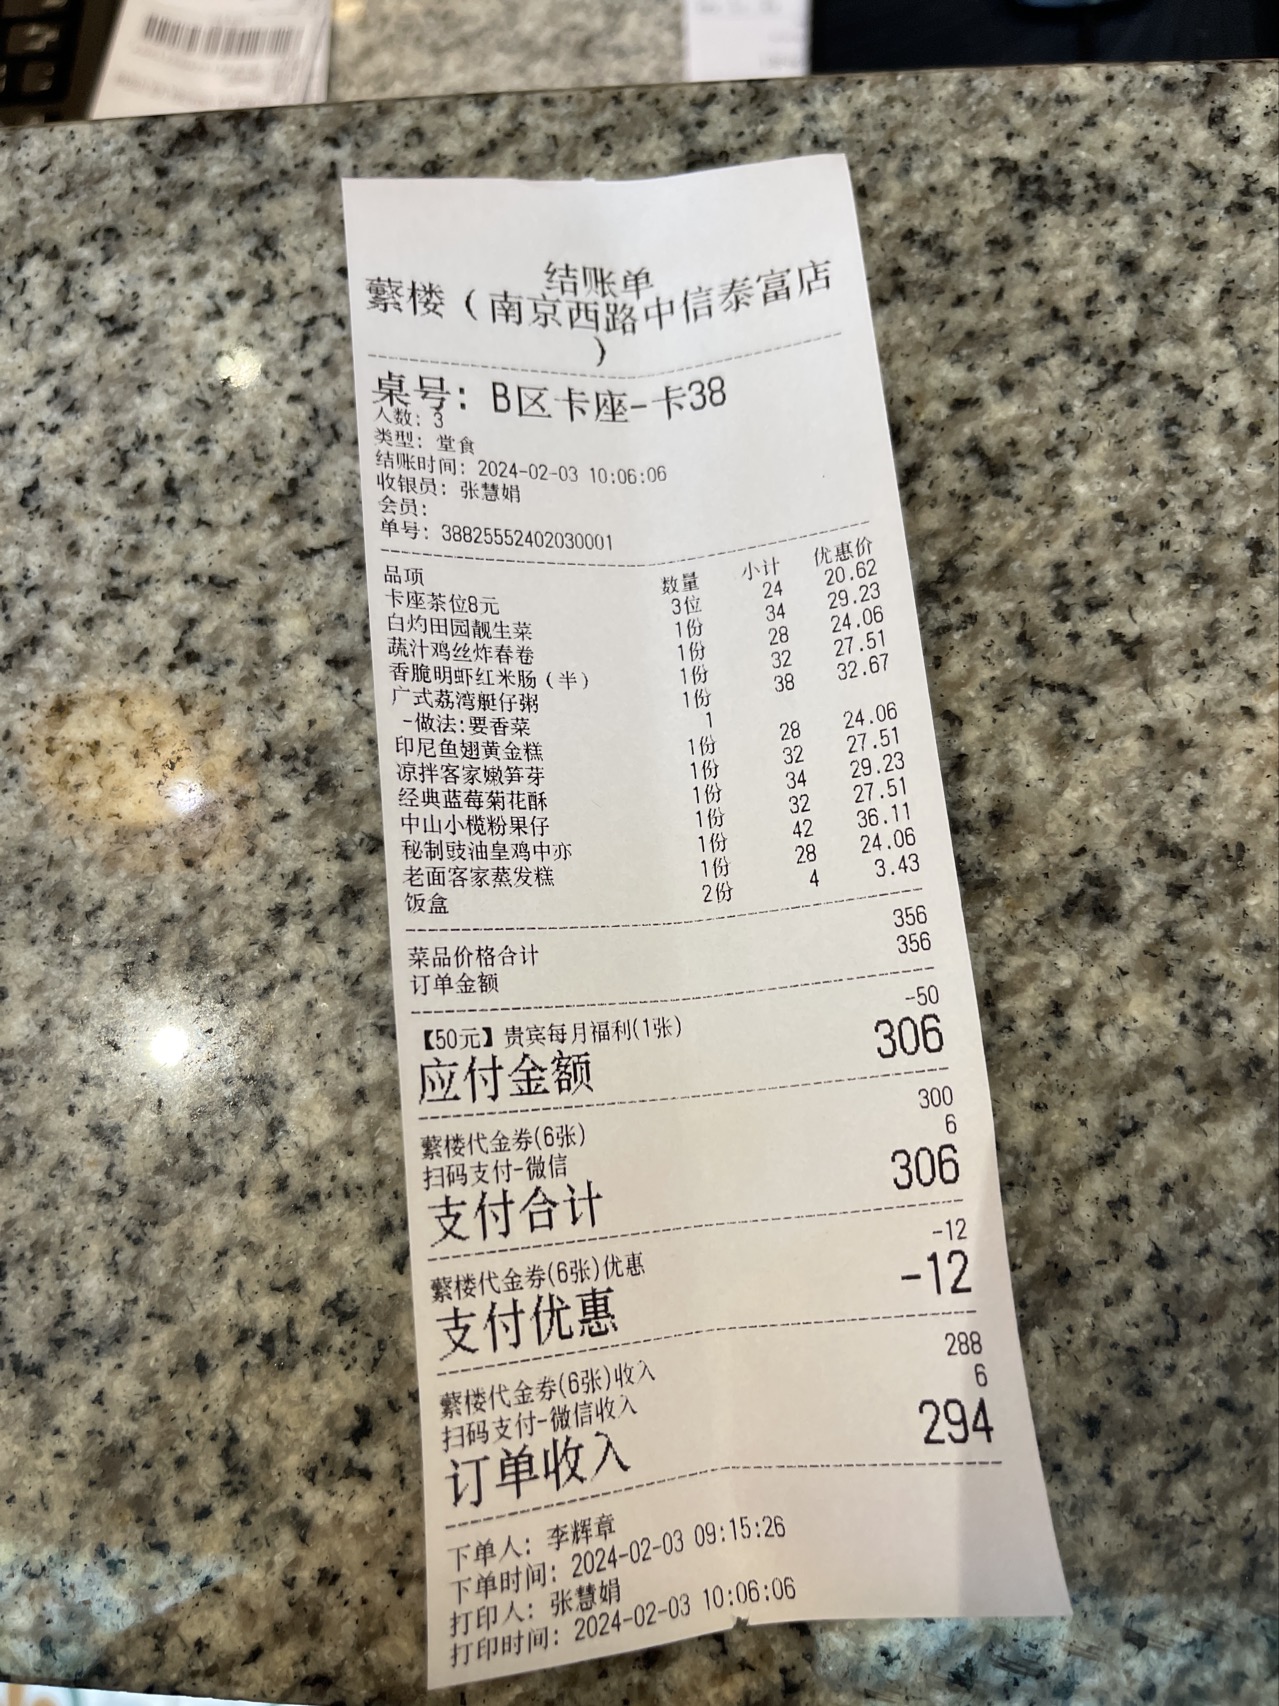 结账单
蘩楼（南京西路中信泰富店
）
桌号: B区卡座-卡38
人数: 3
类型: 堂食
结账时间: 2024-02-03 10:06:06
收银员: 张慧娟
会员:
单号: 38825552402030001
品项 数量 小计 优惠价
卡座茶位8元 3位 24 20.62
白灼田园靓生菜 1份 34 29.23
蔬汁鸡丝炸春卷 1份 28 24.06
香脆明虾红米肠（半） 1份 32 27.51
广式荔湾艇仔粥 1份 38 32.67
-做法:要香菜 1
印尼鱼翅黄金糕 1份 28 24.06
凉拌客家嫩笋芽 1份 32 27.51
经典蓝莓菊花酥 1份 34 29.23
中山小榄粉果仔 1份 32 27.51
秘制豉油皇鸡中亦 1份 42 36.11
老面客家蒸发糕 1份 28 24.06
饭盒 2份 4 3.43
菜品价格合计 356
订单金额 356
【50元】贵宾每月福利(1张) -50
应付金额 306
蘩楼代金券(6张) 300
扫码支付-微信 6
支付合计 306
蘩楼代金券(6张)优惠 -12
支付优惠 -12
蘩楼代金券(6张)收入 288
扫码支付-微信收入 6
订单收入 294
下单人: 李辉章
下单时间: 2024-02-03 09:15:26
打印人: 张慧娟
打印时间: 2024-02-03 10:06:06